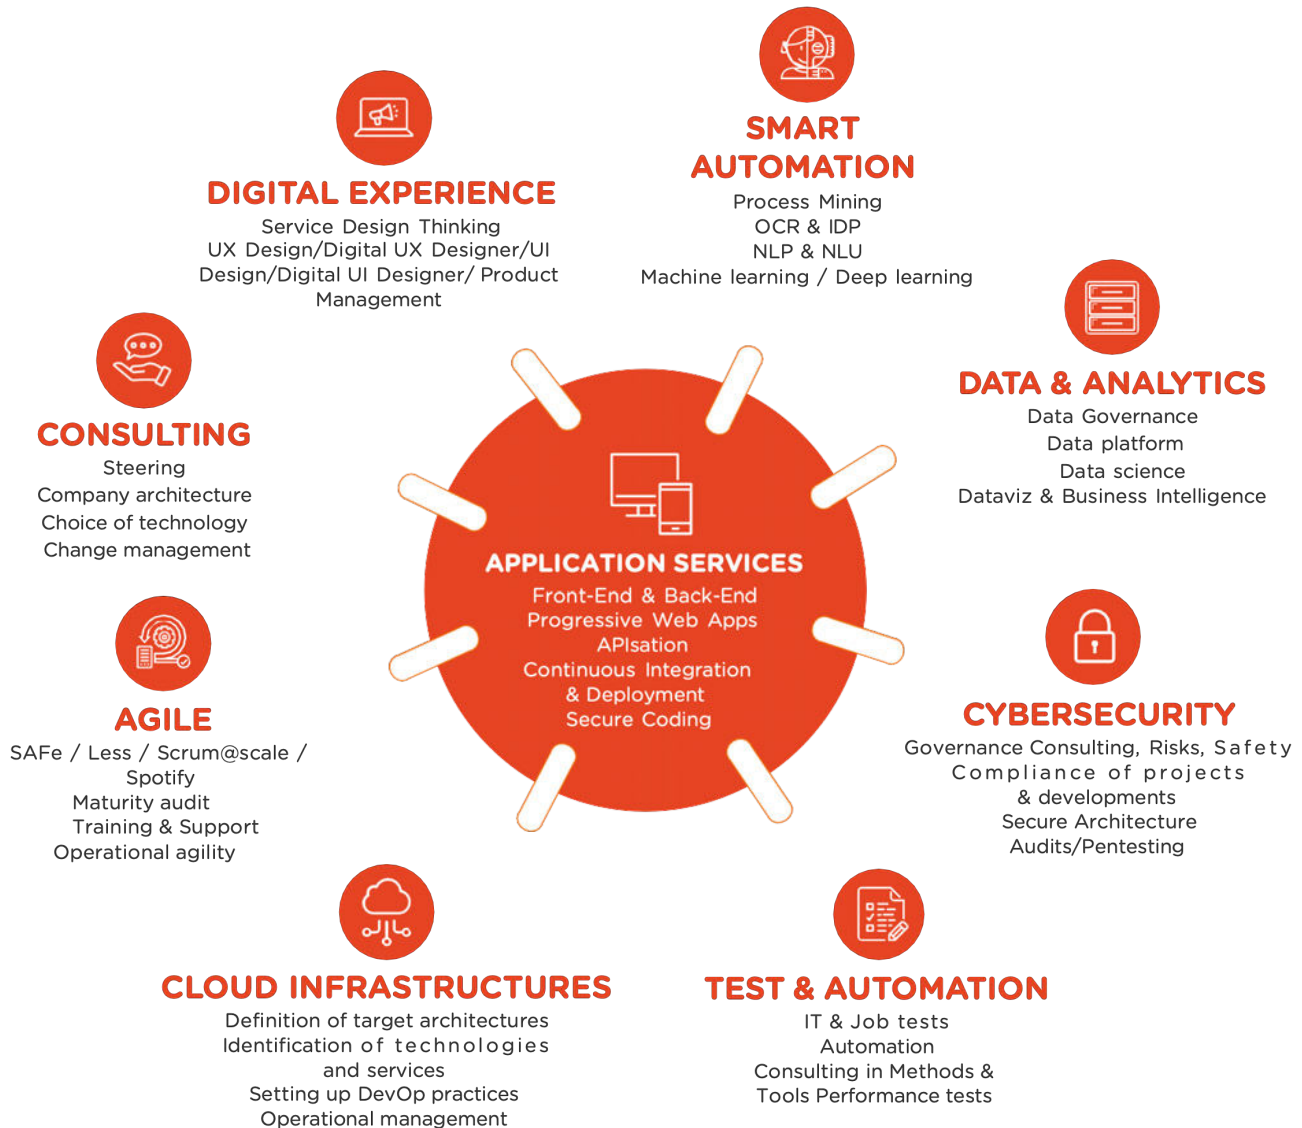 SMART
AUTOMATION
Process Mining
OCR & IDP
NLP & NLU
Machine learning / Deep learning
DIGITAL EXPERIENCE
Service Design Thinking
UX Design/Digital UX Designer/UI
Design/Digital UI Designer/ Product
Management
DATA & ANALYTICS
Data Governance
Data platform
Data science
Dataviz & Business Intelligence
CONSULTING
Steering
Company architecture
Choice of technology
Change management
APPLICATION SERVICES
Front-End & Back-End
Progressive Web Apps
APIsation
Continuous Integration
& Deployment
Secure Coding
AGILE
SAFe / Less / Scrum@scale /
Spotify
Maturity audit
Training & Support
Operational agility
CYBERSECURITY
Governance Consulting, Risks, Safety
Compliance of projects
& developments
Secure Architecture
Audits/Pentesting
CLOUD INFRASTRUCTURES
Definition of target architectures
Identification of technologies
and services
Setting up DevOp practices
Operational management
TEST & AUTOMATION
IT & Job tests
Automation
Consulting in Methods &
Tools Performance tests